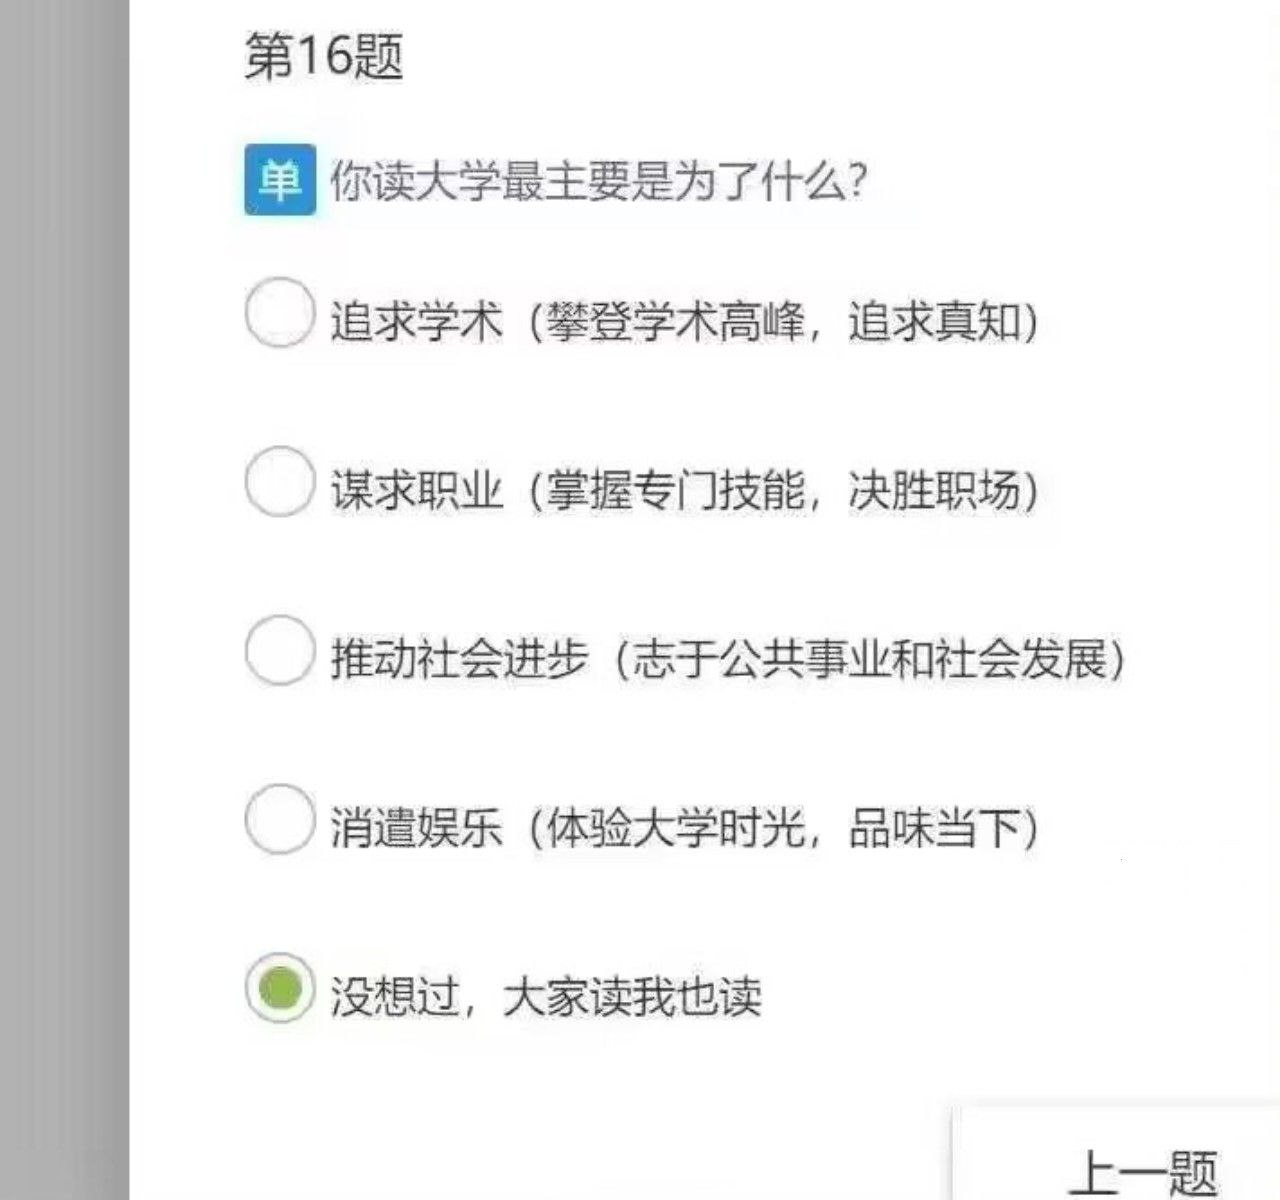 第16题
单 你读大学最主要是为了什么?
追求学术（攀登学术高峰，追求真知）
谋求职业（掌握专门技能，决胜职场）
推动社会进步（志于公共事业和社会发展）
消遣娱乐（体验大学时光，品味当下）
没想过，大家读我也读
上一题